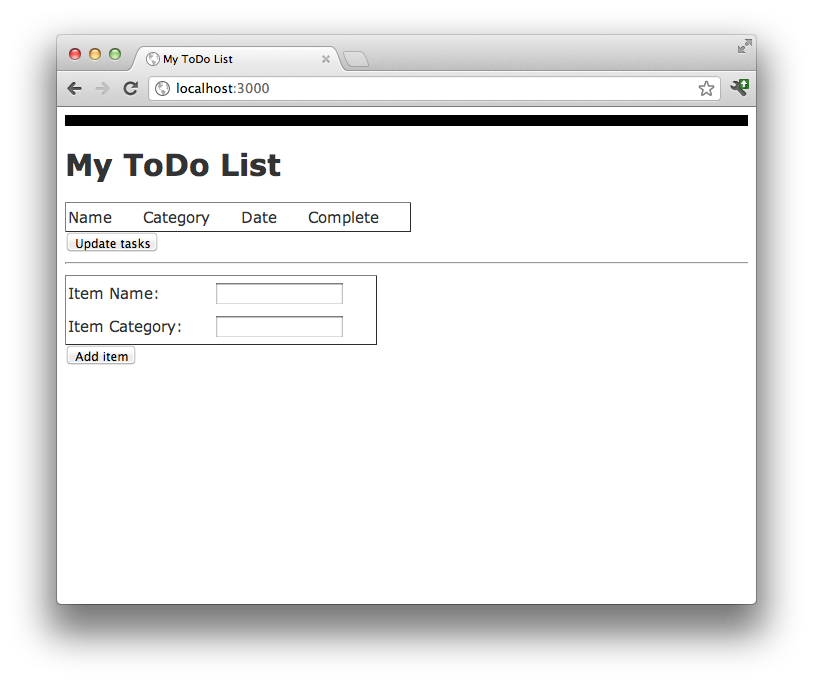 My ToDo List
localhost:3000
My ToDo List
Name Category Date Complete
Update tasks
Item Name:
Item Category:
Add item